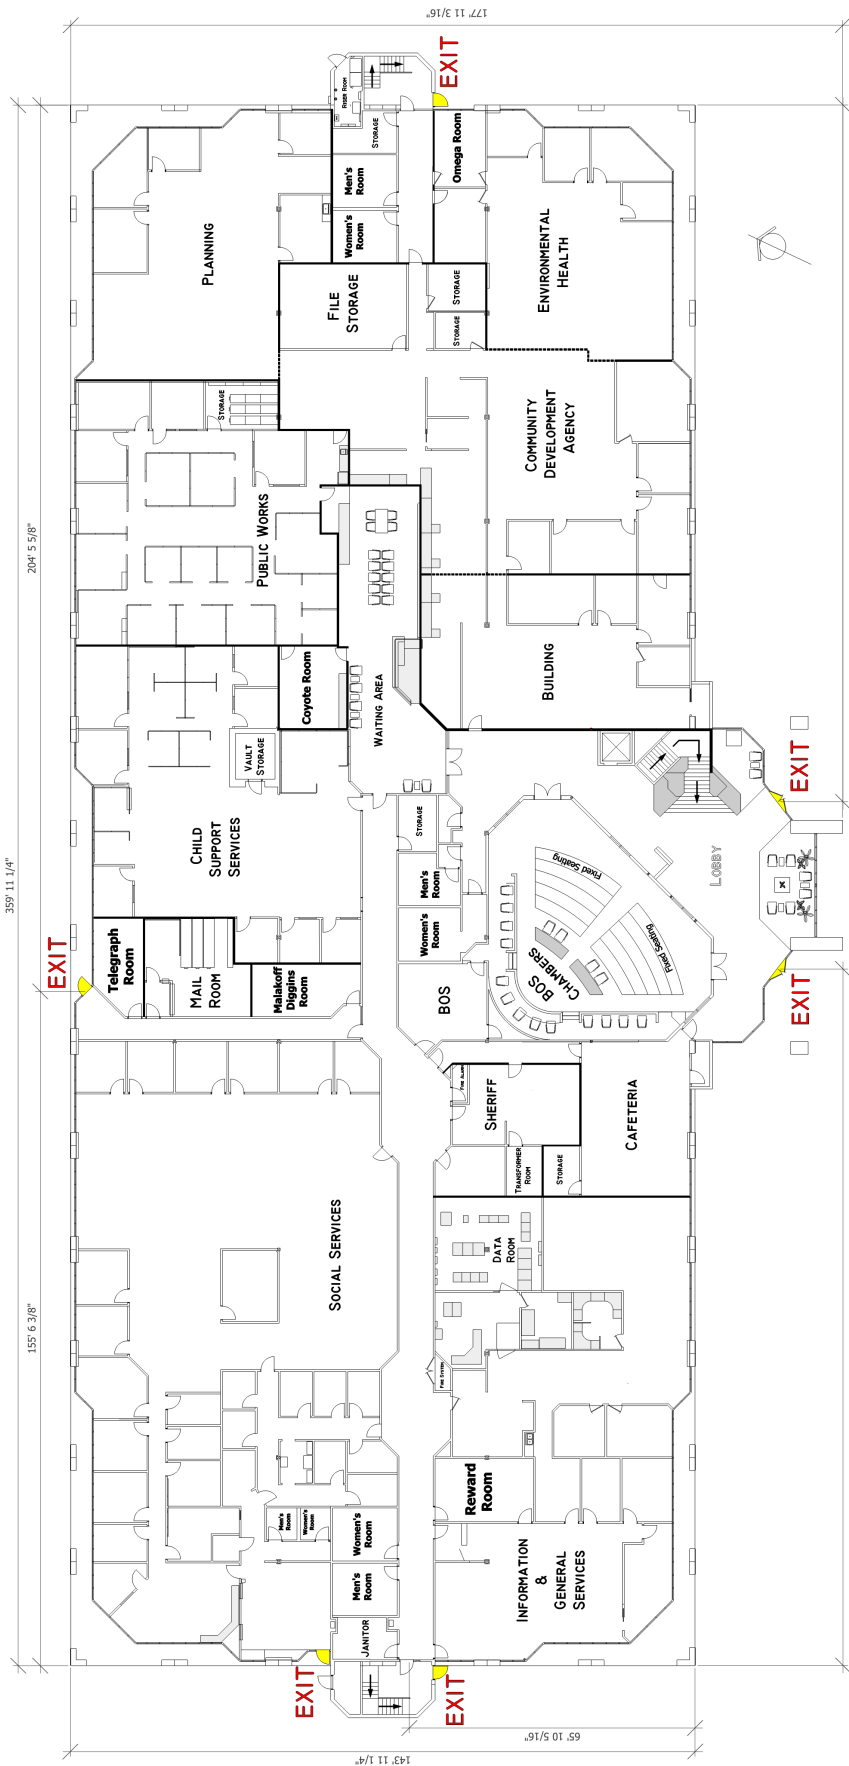 177' 11 3/16"
EXIT
RISER ROOM
STORAGE
Men's
Room
Women's
Room
Omega Room
PLANNING
FILE
STORAGE
STORAGE
STORAGE
ENVIRONMENTAL
HEALTH
STORAGE
COMMUNITY
DEVELOPMENT
AGENCY
PUBLIC WORKS
204' 5 5/8"
359' 11 1/4"
155' 6 3/8"
Coyote Room
WAITING AREA
BUILDING
VAULT
STORAGE
CHILD
SUPPORT
SERVICES
STORAGE
Men's
Room
Women's
Room
EXIT
LOBBY
Fixed Seating
Fixed Seating
BOS
CHAMBERS
EXIT
Telegraph
Room
MAIL
ROOM
Malakoff
Diggins
Room
BOS
EXIT
FIRE ALARM
SHERIFF
CAFETERIA
TRANSFORMER
ROOM
STORAGE
SOCIAL SERVICES
DATA
ROOM
FIRE SYSTEM
Reward
Room
Men's
Room
Women's
Room
Women's
Room
Men's
Room
INFORMATION
&
GENERAL
SERVICES
JANITOR
EXIT
EXIT
65' 10 5/16"
143' 11 1/4"